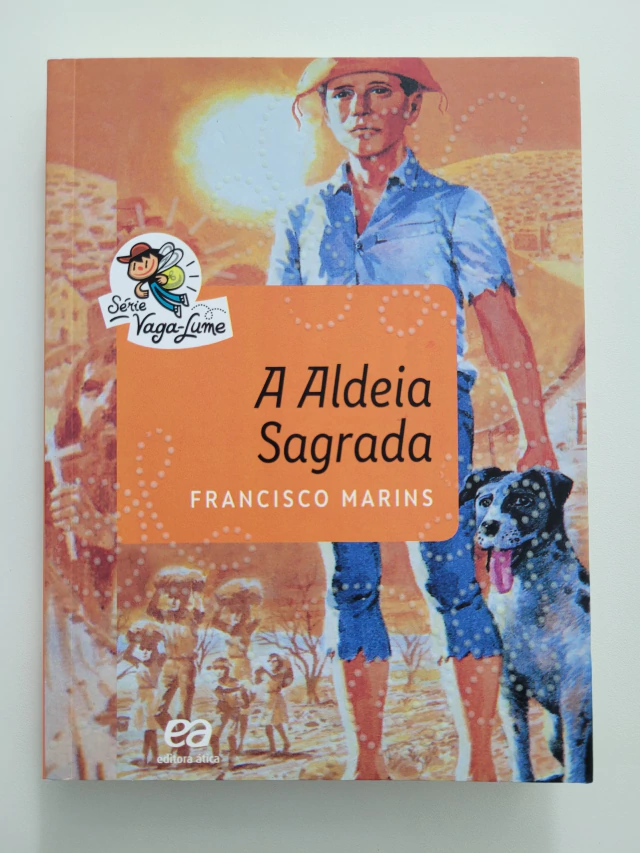 Série
Vaga-Lume
A Aldeia
Sagrada
FRANCISCO MARINS
ea
editora ática